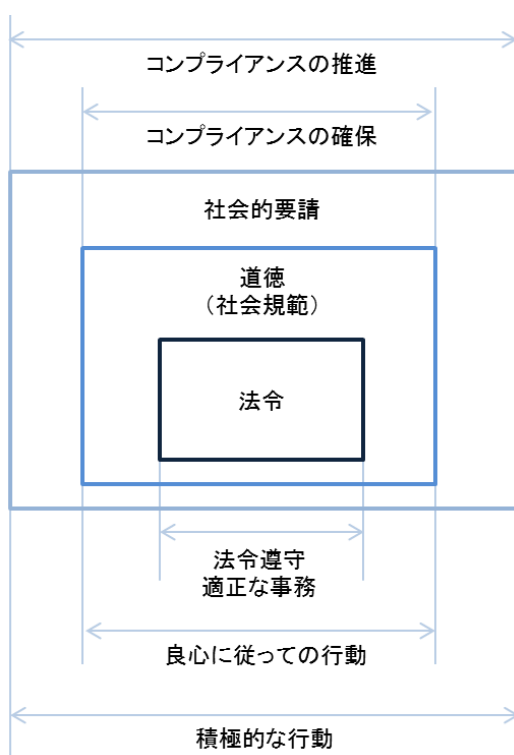 コンプライアンスの推進
コンプライアンスの確保
社会的要請
道徳
（社会規範）
法令
法令遵守
適正な事務
良心に従っての行動
積極的な行動